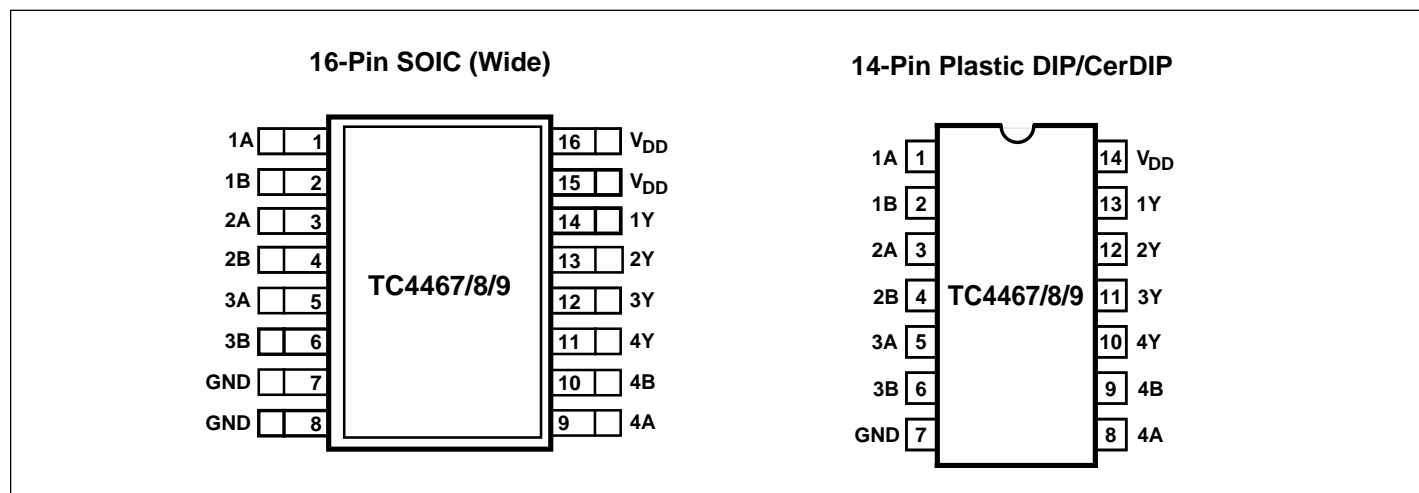 16-Pin SOIC (Wide)
1A 1 16 VDD
1B 2 15 VDD
2A 3 14 1Y
2B 4 13 2Y
TC4467/8/9
3A 5 12 3Y
3B 6 11 4Y
GND 7 10 4B
GND 8 9 4A
14-Pin Plastic DIP/CerDIP
1A 1 14 VDD
1B 2 13 1Y
2A 3 12 2Y
2B 4 TC4467/8/9 11 3Y
3A 5 10 4Y
3B 6 9 4B
GND 7 8 4A